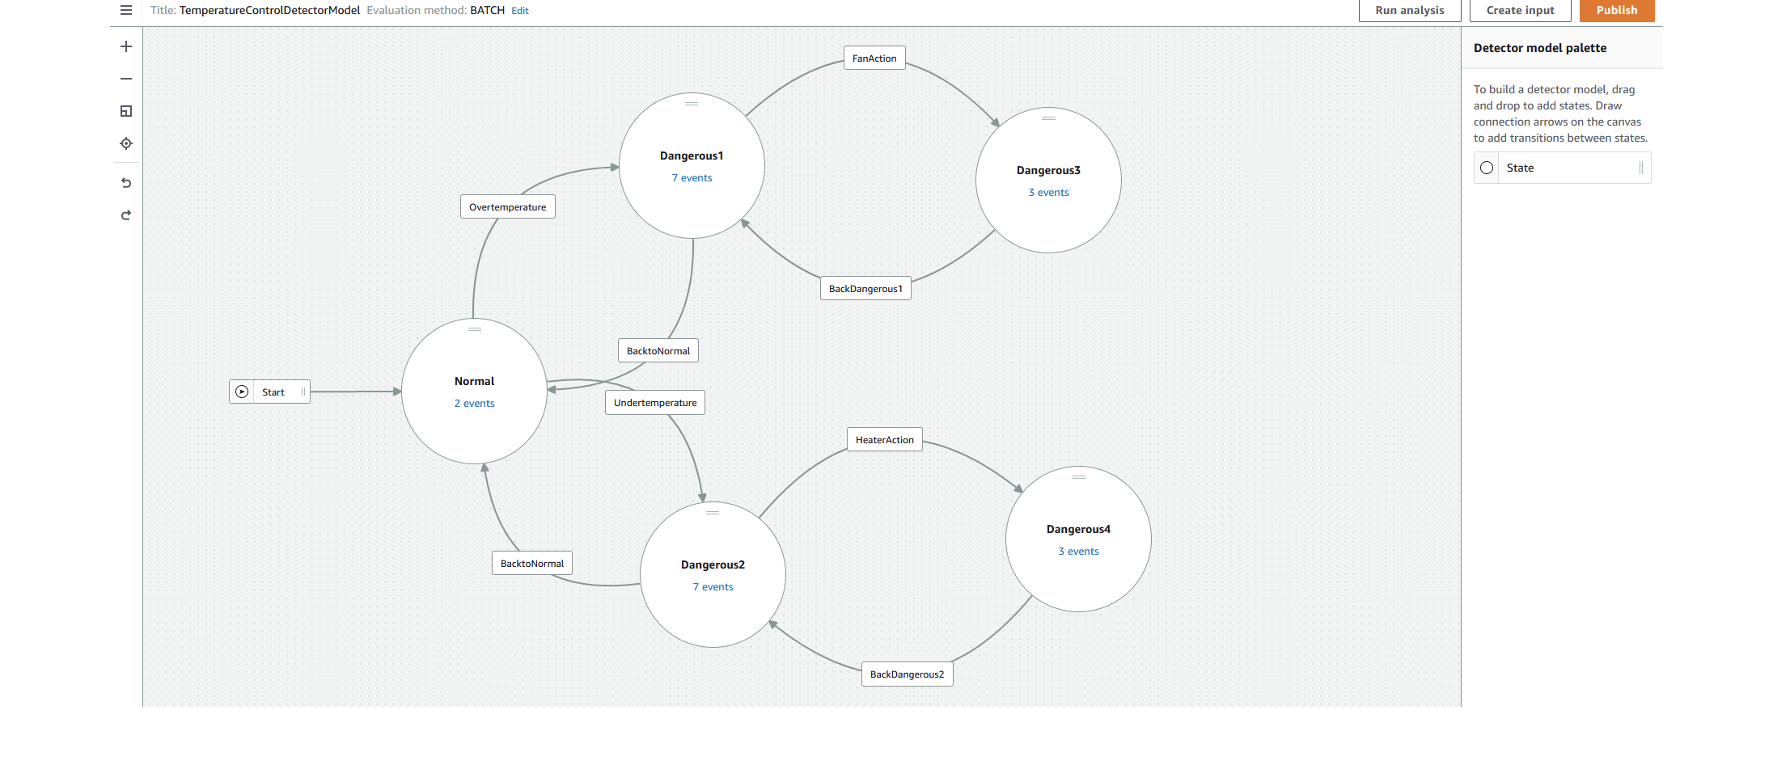 Title: TemperatureControlDetectorModel Evaluation method: BATCH Edit
Run analysis
Create input
Publish
Detector model palette
To build a detector model, drag
and drop to add states. Draw
connection arrows on the canvas
to add transitions between states.
State
FanAction
Dangerous1
7 events
Dangerous3
3 events
Overtemperature
BackDangerous1
BacktoNormal
Start
Normal
2 events
Undertemperature
HeaterAction
Dangerous4
3 events
BacktoNormal
Dangerous2
7 events
BackDangerous2